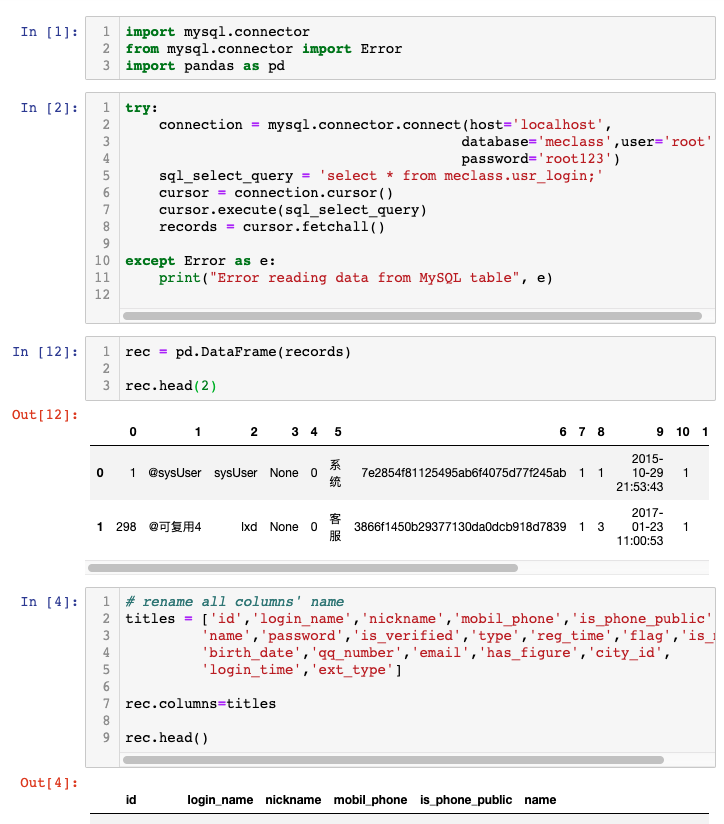 In [1]:
1 import mysql.connector
2 from mysql.connector import Error
3 import pandas as pd
In [2]:
1 try:
2 connection = mysql.connector.connect(host='localhost',
3 database='meclass',user='root'
4 password='root123')
5 sql_select_query = 'select * from meclass.usr_login;'
6 cursor = connection.cursor()
7 cursor.execute(sql_select_query)
8 records = cursor.fetchall()
9
10 except Error as e:
11 print("Error reading data from MySQL table", e)
12
In [12]:
1 rec = pd.DataFrame(records)
2
3 rec.head(2)
Out[12]:
0 1 2 3 4 5 6 7 8 9 10 1
0 1 @sysUser sysUser None 0 系统 7e2854f81125495ab6f4075d77f245ab 1 1 2015-10-29 21:53:43 1
1 298 @可复用4 lxd None 0 客服 3866f1450b29377130da0dcb918d7839 1 3 2017-01-23 11:00:53 1
In [4]:
1 # rename all columns' name
2 titles = ['id','login_name','nickname','mobil_phone','is_phone_public'
3 'name','password','is_verified','type','reg_time','flag','is_
4 'birth_date','qq_number','email','has_figure','city_id',
5 'login_time','ext_type']
6
7 rec.columns=titles
8
9 rec.head()
Out[4]:
id login_name nickname mobil_phone is_phone_public name